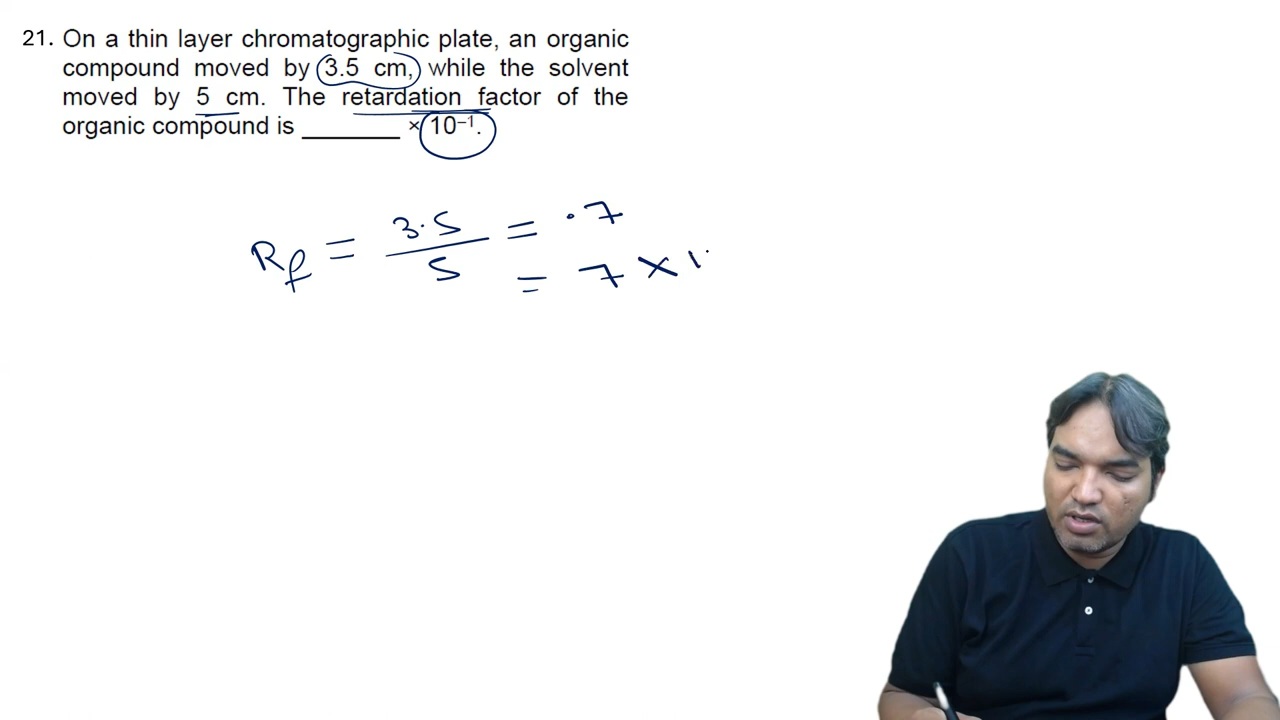 21. On a thin layer chromatographic plate, an organic
compound moved by 3.5 cm, while the solvent
moved by 5 cm. The retardation factor of the
organic compound is ________ × 10⁻¹.
Rf = 3.5 / 5 = .7
= 7 × 1